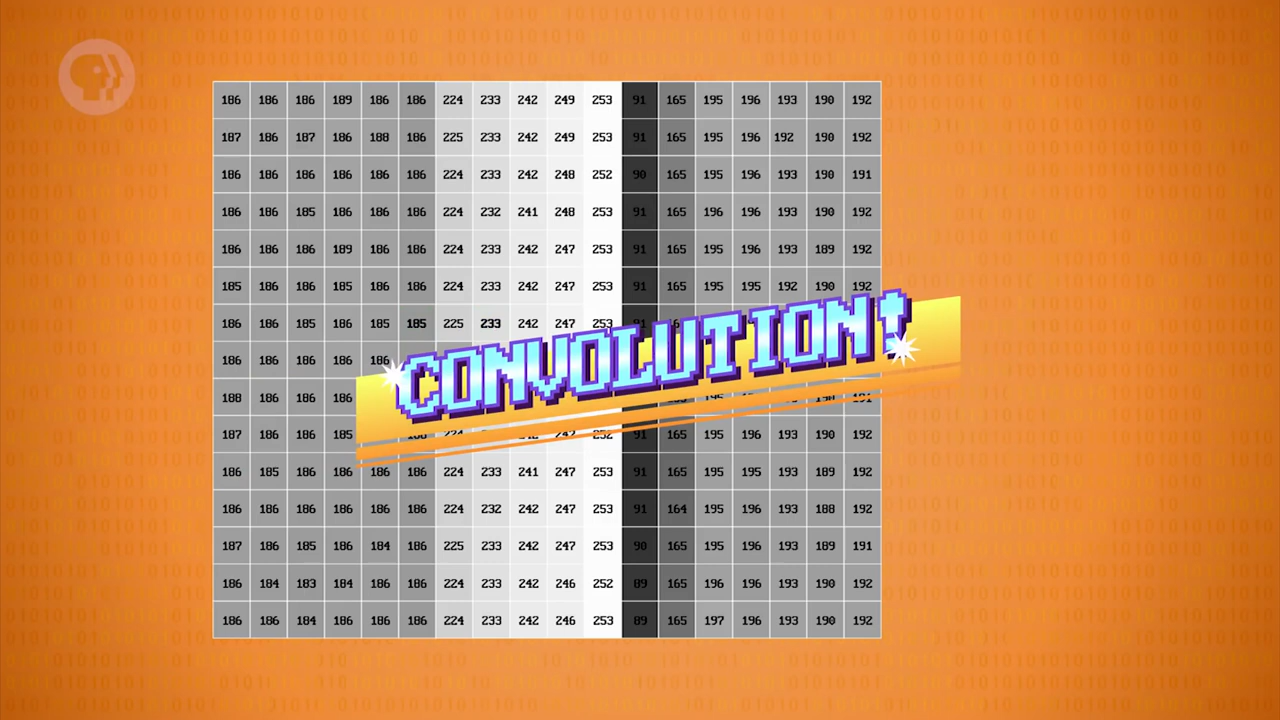 186 186 186 189 186 186 224 233 242 249 253 91 165 195 196 193 190 192
187 186 187 186 188 186 225 233 242 249 253 91 165 195 196 192 190 192
186 186 186 186 186 186 224 233 242 248 252 90 165 195 196 193 190 191
186 186 185 186 186 186 224 232 241 248 253 91 165 196 196 193 190 192
186 186 186 189 186 186 224 233 242 247 253 91 165 195 196 193 189 192
185 186 186 185 186 186 224 233 242 247 253 91 165 195 195 192 190 192
186 186 185 186 185 185 225 233 242 247 253 91
186 186 186 186 186
CONVOLUTION!
188 186 186 186 195 190 191
187 186 186 185 186 224 242 247 252 91 165 195 196 193 190 192
186 185 186 186 186 186 224 233 241 247 253 91 165 195 195 193 189 192
186 186 186 186 186 186 224 232 242 247 253 91 164 195 196 193 188 192
187 186 185 186 184 186 225 233 242 247 253 90 165 195 196 193 189 191
186 184 183 184 186 186 224 233 242 246 252 89 165 196 196 193 190 192
186 186 184 186 186 186 224 233 242 246 253 89 165 197 196 193 190 192